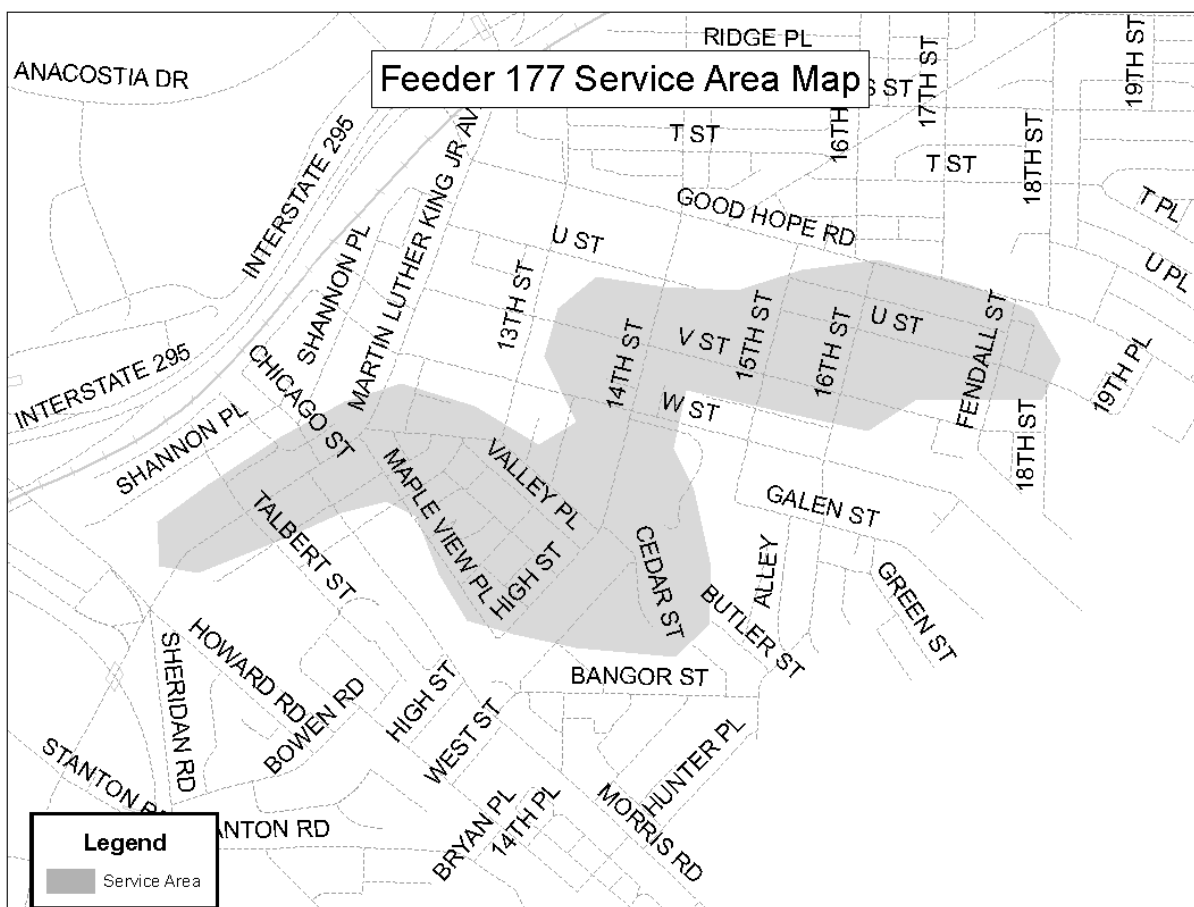 RIDGE PL
ANACOSTIA DR
Feeder 177 Service Area Map
S ST
17TH ST
19TH ST
16TH ST
T ST
18TH ST
T ST
INTERSTATE 295
MARTIN LUTHER KING JR AV
T PL
GOOD HOPE RD
SHANNON PL
U ST
U PL
13TH ST
15TH ST
16TH ST
U ST
FENDALL ST
V ST
14TH ST
INTERSTATE 295
CHICAGO ST
19TH PL
W ST
SHANNON PL
18TH ST
VALLEY PL
MAPLE VIEW PL
TALBERT ST
GALEN ST
HIGH ST
CEDAR ST
ALLEY
GREEN ST
BUTLER ST
HOWARD RD
SHERIDAN RD
BANGOR ST
HIGH ST
BOWEN RD
WEST ST
HUNTER PL
STANTON RD
MORRIS RD
ANTON RD
BRYAN PL
14TH PL
Legend
Service Area